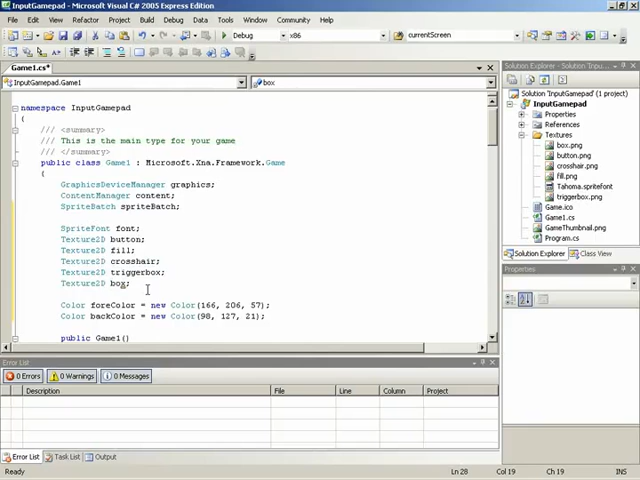 InputGamepad - Microsoft Visual C# 2005 Express Edition
File Edit View Refactor Project Build Debug Data Tools Window Community Help
Debug x86 currentScreen
Game1.cs*
InputGamepad.Game1 box
namespace InputGamepad
{
/// <summary>
/// This is the main type for your game
/// </summary>
public class Game1 : Microsoft.Xna.Framework.Game
{
GraphicsDeviceManager graphics;
ContentManager content;
SpriteBatch spriteBatch;
SpriteFont font;
Texture2D button;
Texture2D fill;
Texture2D crosshair;
Texture2D triggerbox;
Texture2D box;
Color foreColor = new Color(166, 206, 57);
Color backColor = new Color(98, 127, 21);
public Game1()
Solution Explorer - Solution 'Inpu...
Solution 'InputGamepad' (1 project)
InputGamepad
Properties
References
Textures
box.png
button.png
crosshair.png
fill.png
Tahoma.spritefont
triggerbox.png
Game.ico
Game1.cs
GameThumbnail.png
Program.cs
Solution Explorer Class View
Properties
Error List
0 Errors 0 Warnings 0 Messages
Description File Line Column Project
Error List Task List Output
Ready Ln 28 Col 19 Ch 19 INS